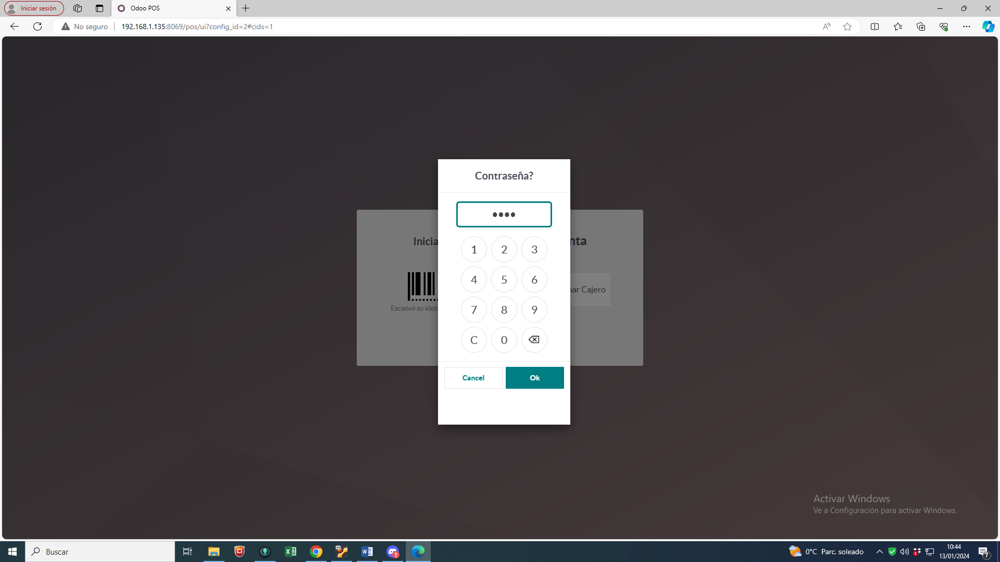 Iniciar sesión
Odoo POS
No seguro
192.168.1.135:8069/pos/ui?config_id=2#cids=1
Contraseña?
Inicia
nta
1 2 3
4 5 6
7 8 9
C 0
ar Cajero
Escaneé su iden
Cancel
Ok
Activar Windows
Ve a Configuración para activar Windows.
Buscar
0°C Parc. soleado
10:44
13/01/2024
7